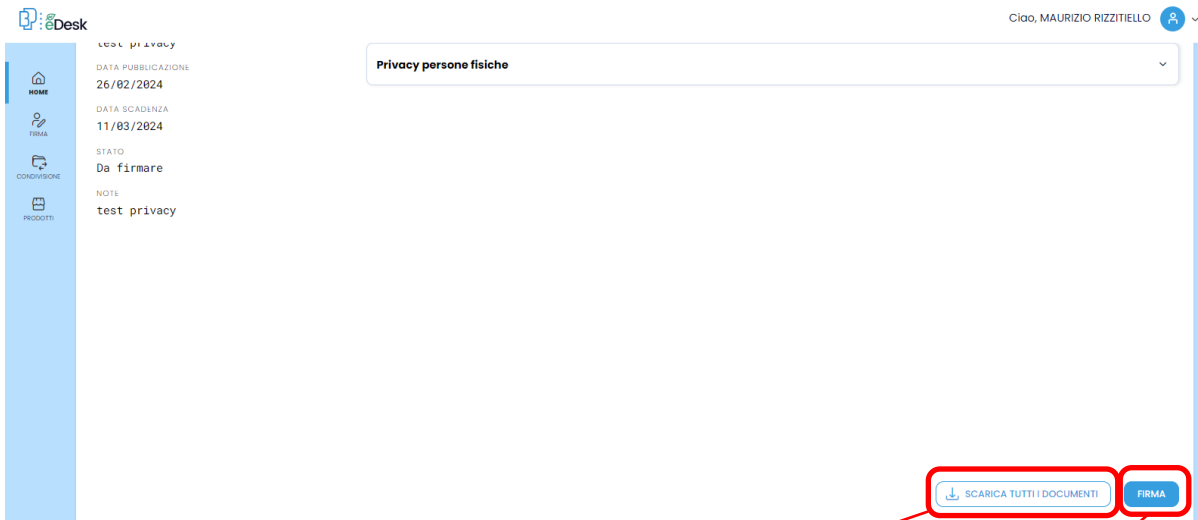 eDesk
Ciao, MAURIZIO RIZZITIELLO
HOME
FIRMA
CONDIVISIONE
PRODOTTI
test privacy
DATA PUBBLICAZIONE
26/02/2024
DATA SCADENZA
11/03/2024
STATO
Da firmare
NOTE
test privacy
Privacy persone fisiche
SCARICA TUTTI I DOCUMENTI
FIRMA